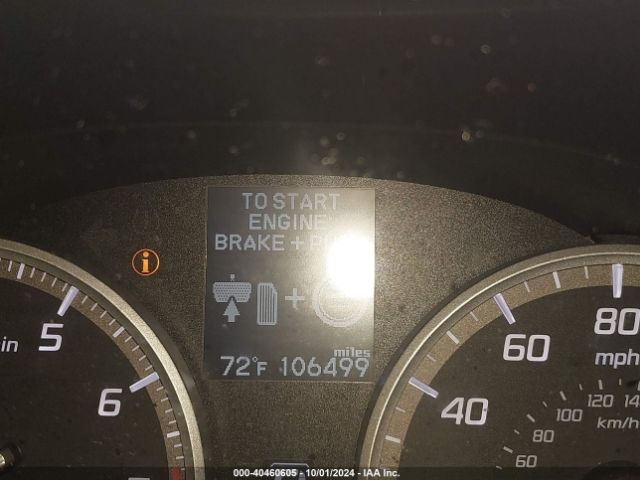 TO START
ENGINE:
BRAKE +
miles
72°F 106499
5
6
40
60
80
mph
60
80
100
120
km/h
000-40460605 - 10/01/2024 - IAA Inc.